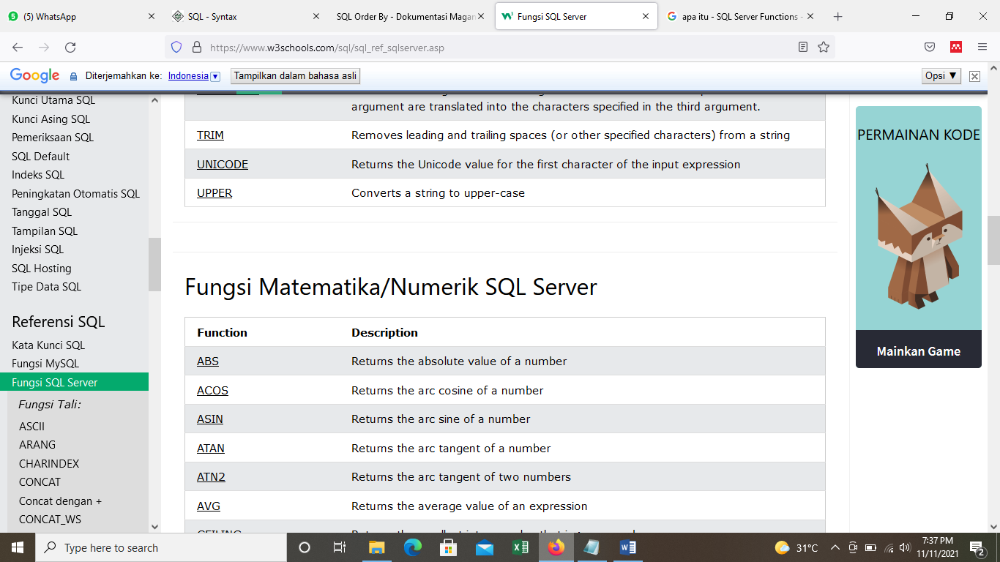 (5) WhatsApp
SQL - Syntax
SQL Order By - Dokumentasi Magan
Fungsi SQL Server
apa itu - SQL Server Functions -
https://www.w3schools.com/sql/sql_ref_sqlserver.asp
Google Diterjemahkan ke: Indonesia Tampilkan dalam bahasa asli Opsi ▼
Kunci Utama SQL
Kunci Asing SQL
Pemeriksaan SQL
SQL Default
Indeks SQL
Peningkatan Otomatis SQL
Tanggal SQL
Tampilan SQL
Injeksi SQL
SQL Hosting
Tipe Data SQL
Referensi SQL
Kata Kunci SQL
Fungsi MySQL
Fungsi SQL Server
Fungsi Tali:
ASCII
ARANG
CHARINDEX
CONCAT
Concat dengan +
CONCAT_WS
argument are translated into the characters specified in the third argument.
TRIM Removes leading and trailing spaces (or other specified characters) from a string
UNICODE Returns the Unicode value for the first character of the input expression
UPPER Converts a string to upper-case
Fungsi Matematika/Numerik SQL Server
Function Description
ABS Returns the absolute value of a number
ACOS Returns the arc cosine of a number
ASIN Returns the arc sine of a number
ATAN Returns the arc tangent of a number
ATN2 Returns the arc tangent of two numbers
AVG Returns the average value of an expression
PERMAINAN KODE
Mainkan Game
Type here to search
31°C
7:37 PM
11/11/2021
2